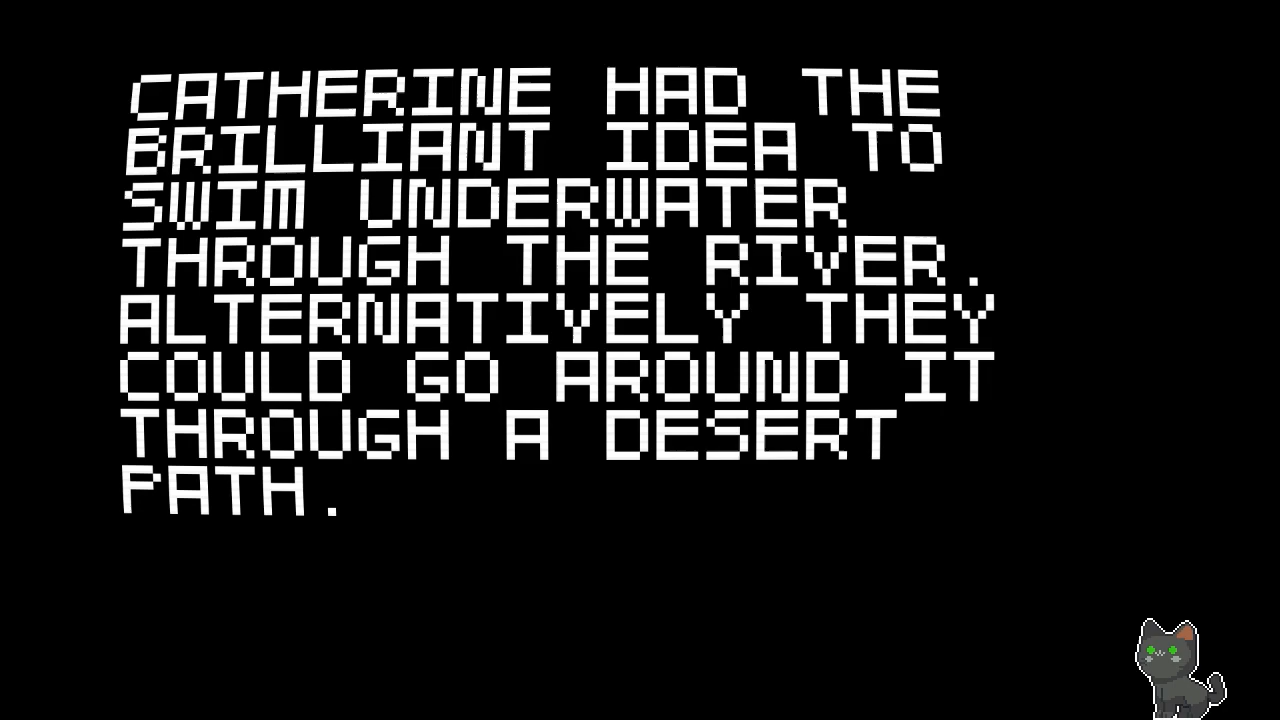 CATHERINE HAD THE
BRILLIANT IDEA TO
SWIM UNDERWATER
THROUGH THE RIVER.
ALTERNATIVELY THEY
COULD GO AROUND IT
THROUGH A DESERT
PATH.